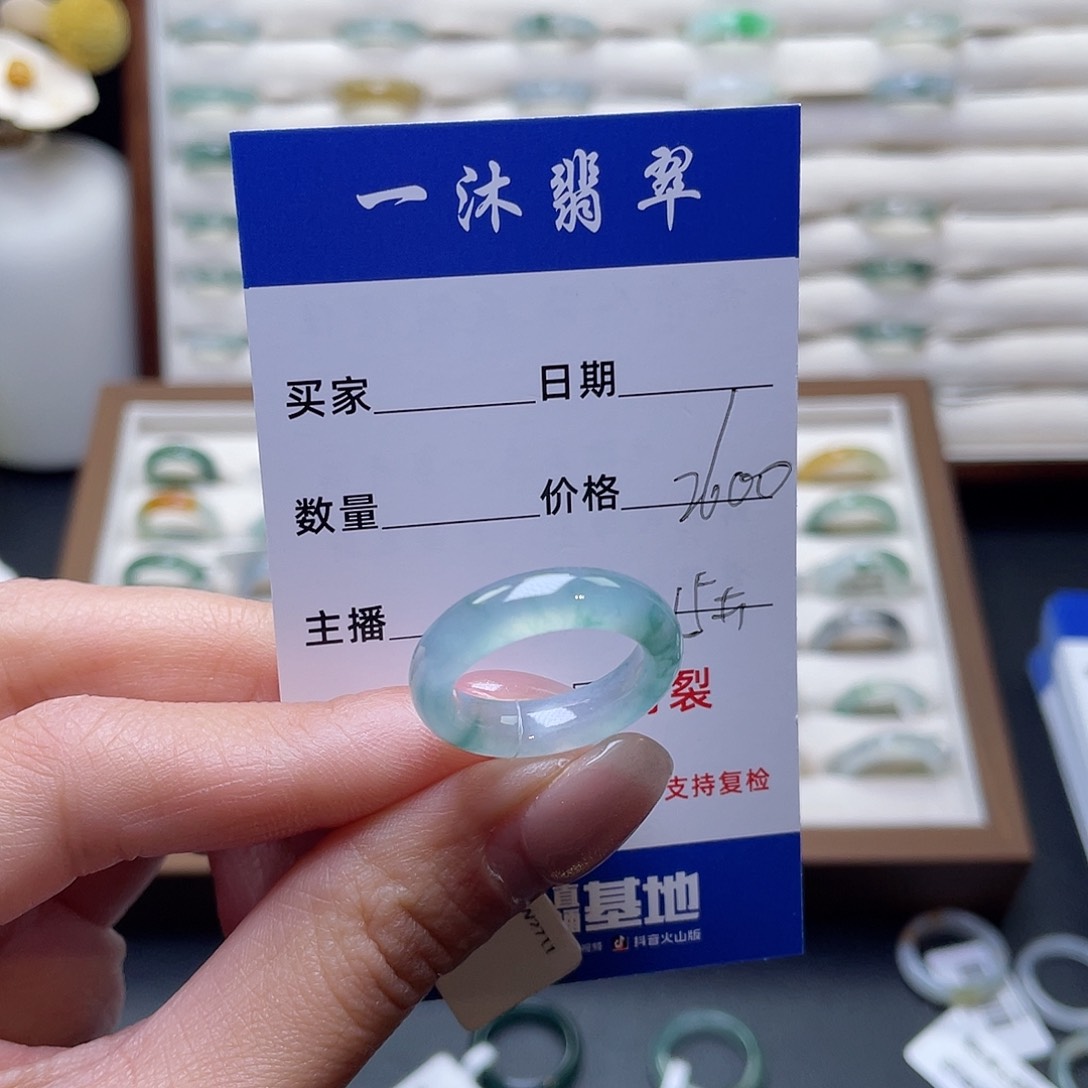 一沐翡翠
买家 日期
数量 价格 2600
主播
裂
支持复检
基地
抖音火山版